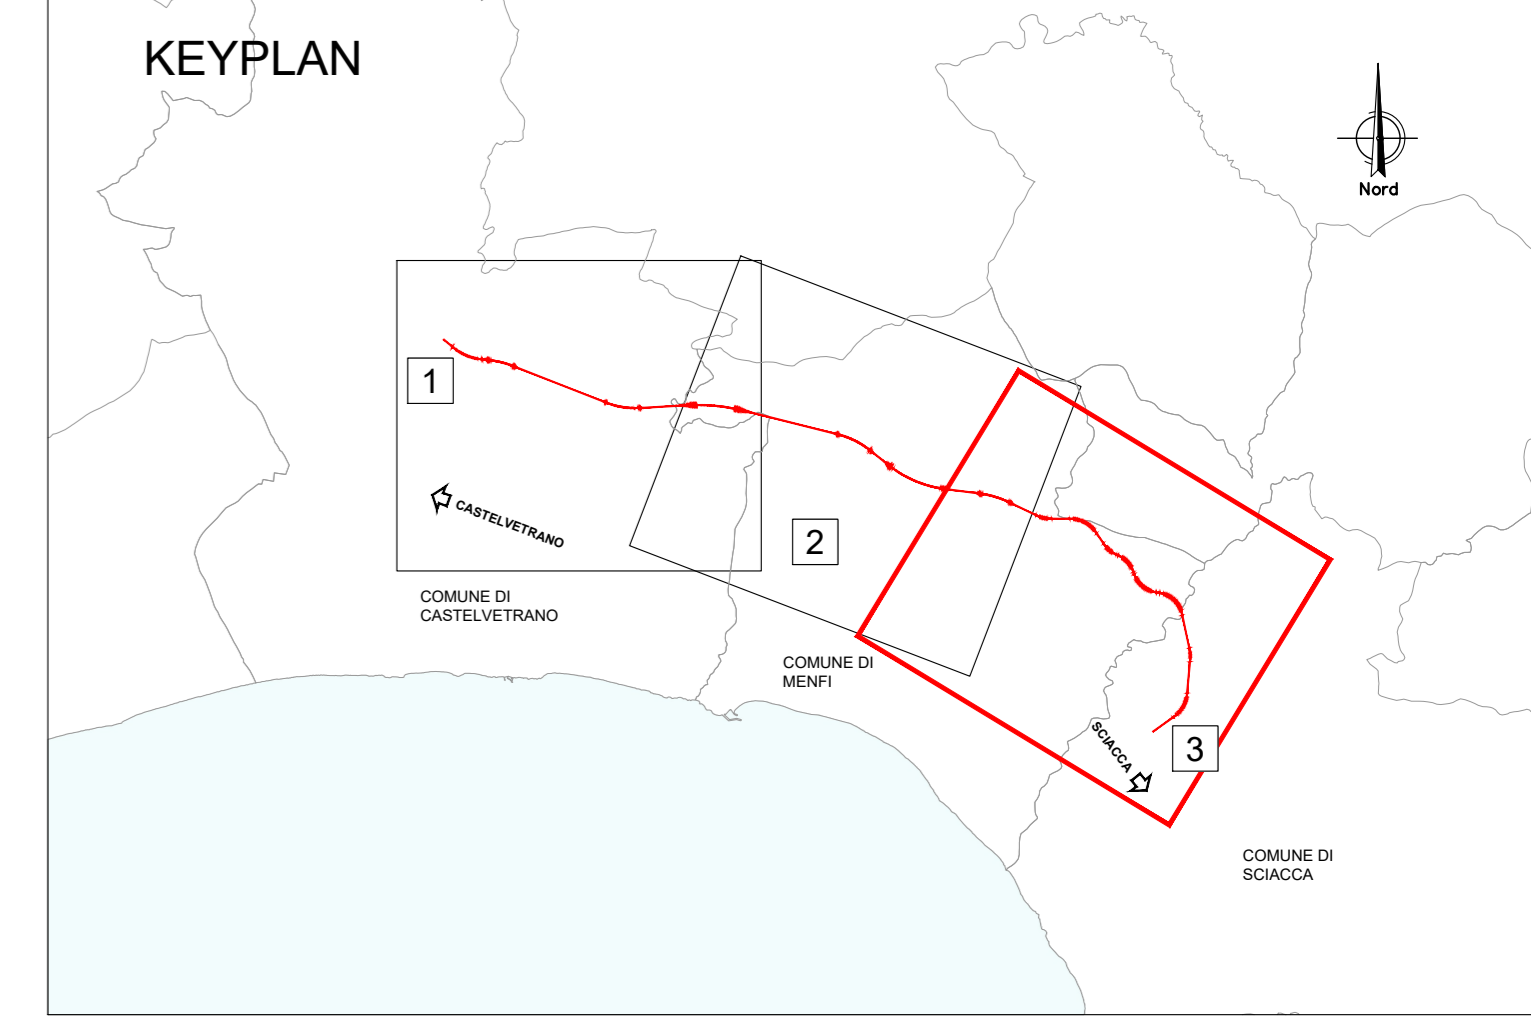 KEYPLAN
Nord
1
CASTELVETRANO
2
COMUNE DI
CASTELVETRANO
COMUNE DI
MENFI
SCIACCA
3
COMUNE DI
SCIACCA